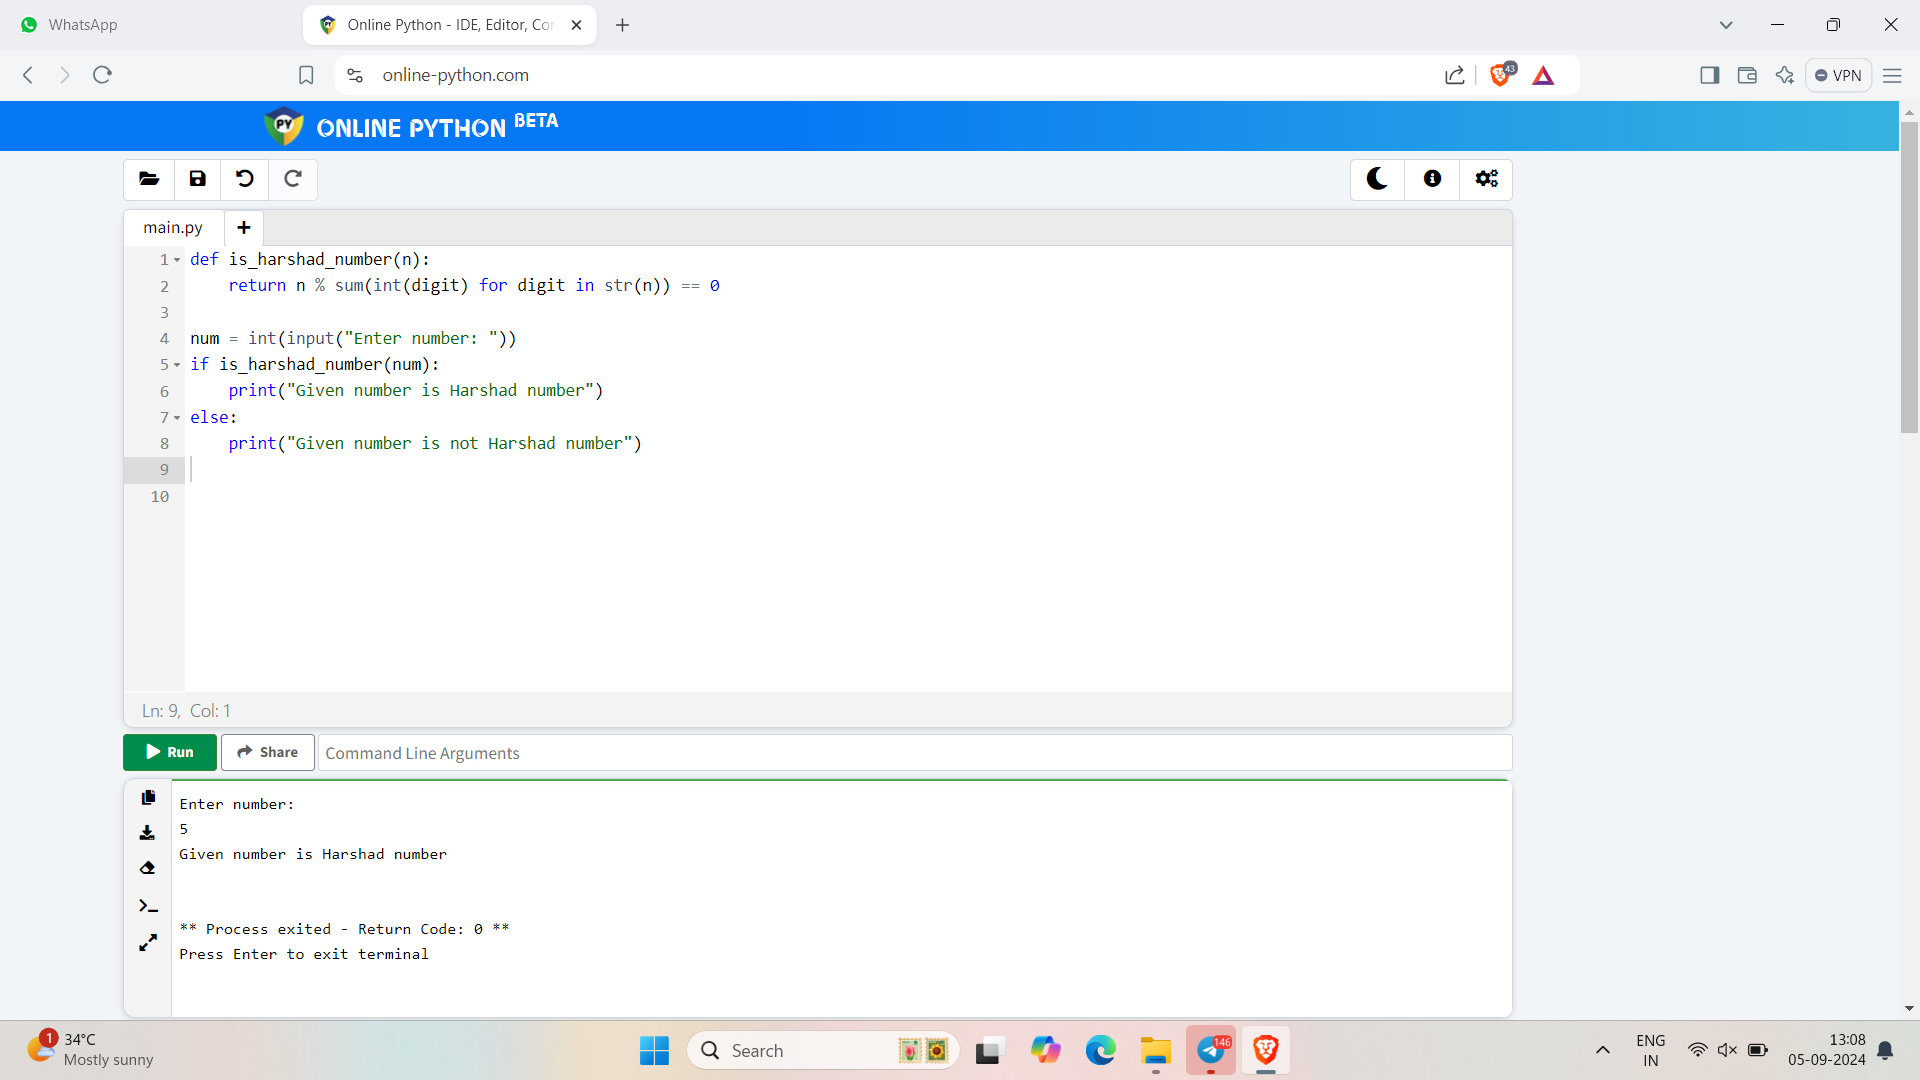 WhatsApp
Online Python - IDE, Editor, Cor
online-python.com
43
VPN
PY
ONLINE PYTHON BETA
main.py
1 def is_harshad_number(n):
2     return n % sum(int(digit) for digit in str(n)) == 0
3
4 num = int(input("Enter number: "))
5 if is_harshad_number(num):
6     print("Given number is Harshad number")
7 else:
8     print("Given number is not Harshad number")
9
10
Ln: 9, Col: 1
Run
Share
Command Line Arguments
Enter number:
5
Given number is Harshad number
** Process exited - Return Code: 0 **
Press Enter to exit terminal
1
34°C
Mostly sunny
Search
146
ENG
IN
13:08
05-09-2024